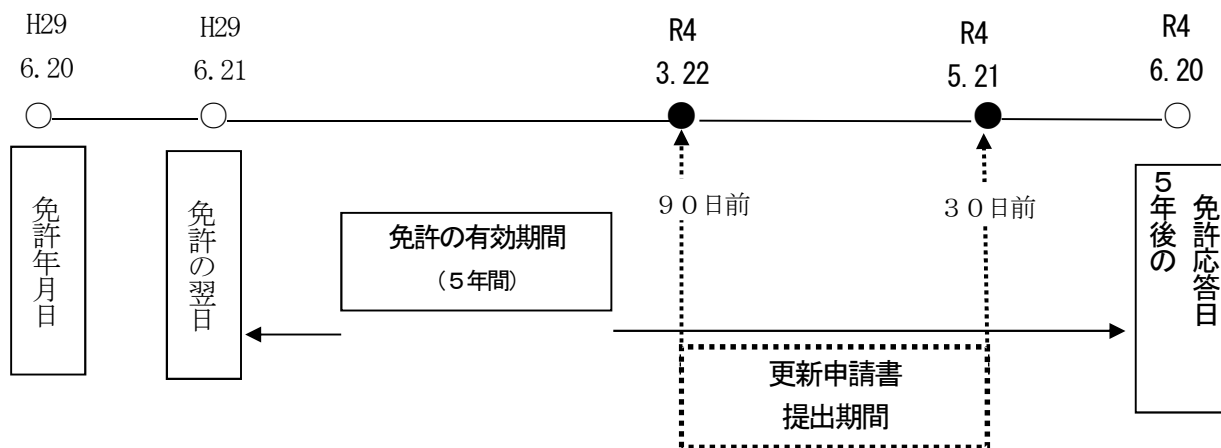 H29
6.20
H29
6.21
R4
3.22
R4
5.21
R4
6.20
免許年月日
免許の翌日
免許の有効期間
（５年間）
９０日前
３０日前
免許応答日
５年後の
更新申請書
提出期間